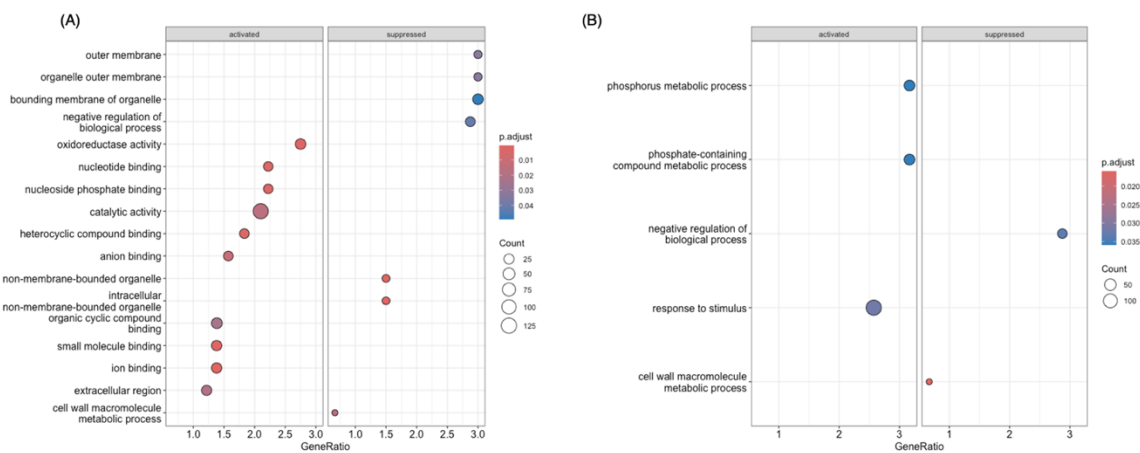 (A)
activated
suppressed
outer membrane
organelle outer membrane
bounding membrane of organelle
negative regulation of
biological process
oxidoreductase activity
nucleotide binding
nucleoside phosphate binding
catalytic activity
heterocyclic compound binding
anion binding
non-membrane-bounded organelle
intracellular
non-membrane-bounded organelle
organic cyclic compound
binding
small molecule binding
ion binding
extracellular region
cell wall macromolecule
metabolic process
1.0 1.5 2.0 2.5 3.0
1.0 1.5 2.0 2.5 3.0
GeneRatio
p.adjust
0.01
0.02
0.03
0.04
Count
25
50
75
100
125
(B)
activated
suppressed
phosphorus metabolic process
phosphate-containing
compound metabolic process
negative regulation of
biological process
response to stimulus
cell wall macromolecule
metabolic process
1 2 3
1 2 3
GeneRatio
p.adjust
0.020
0.025
0.030
0.035
Count
50
100